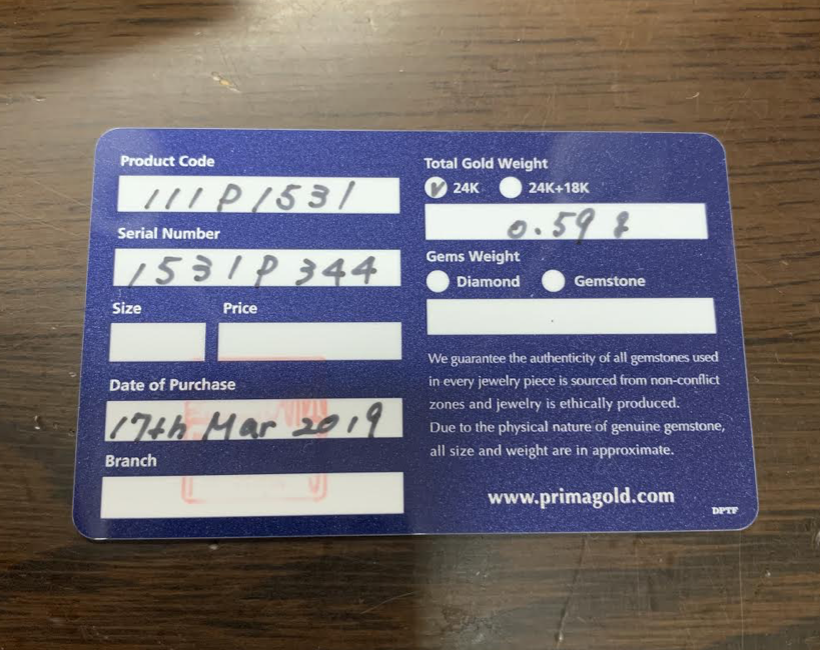 Product Code
111P1531
Serial Number
1531P344
Size Price
Date of Purchase
17th Mar 2019
Branch
Total Gold Weight
24K 24K+18K
0.59 g
Gems Weight
Diamond Gemstone
We guarantee the authenticity of all gemstones used
in every jewelry piece is sourced from non-conflict
zones and jewelry is ethically produced.
Due to the physical nature of genuine gemstone,
all size and weight are in approximate.
www.primagold.com
DPTF